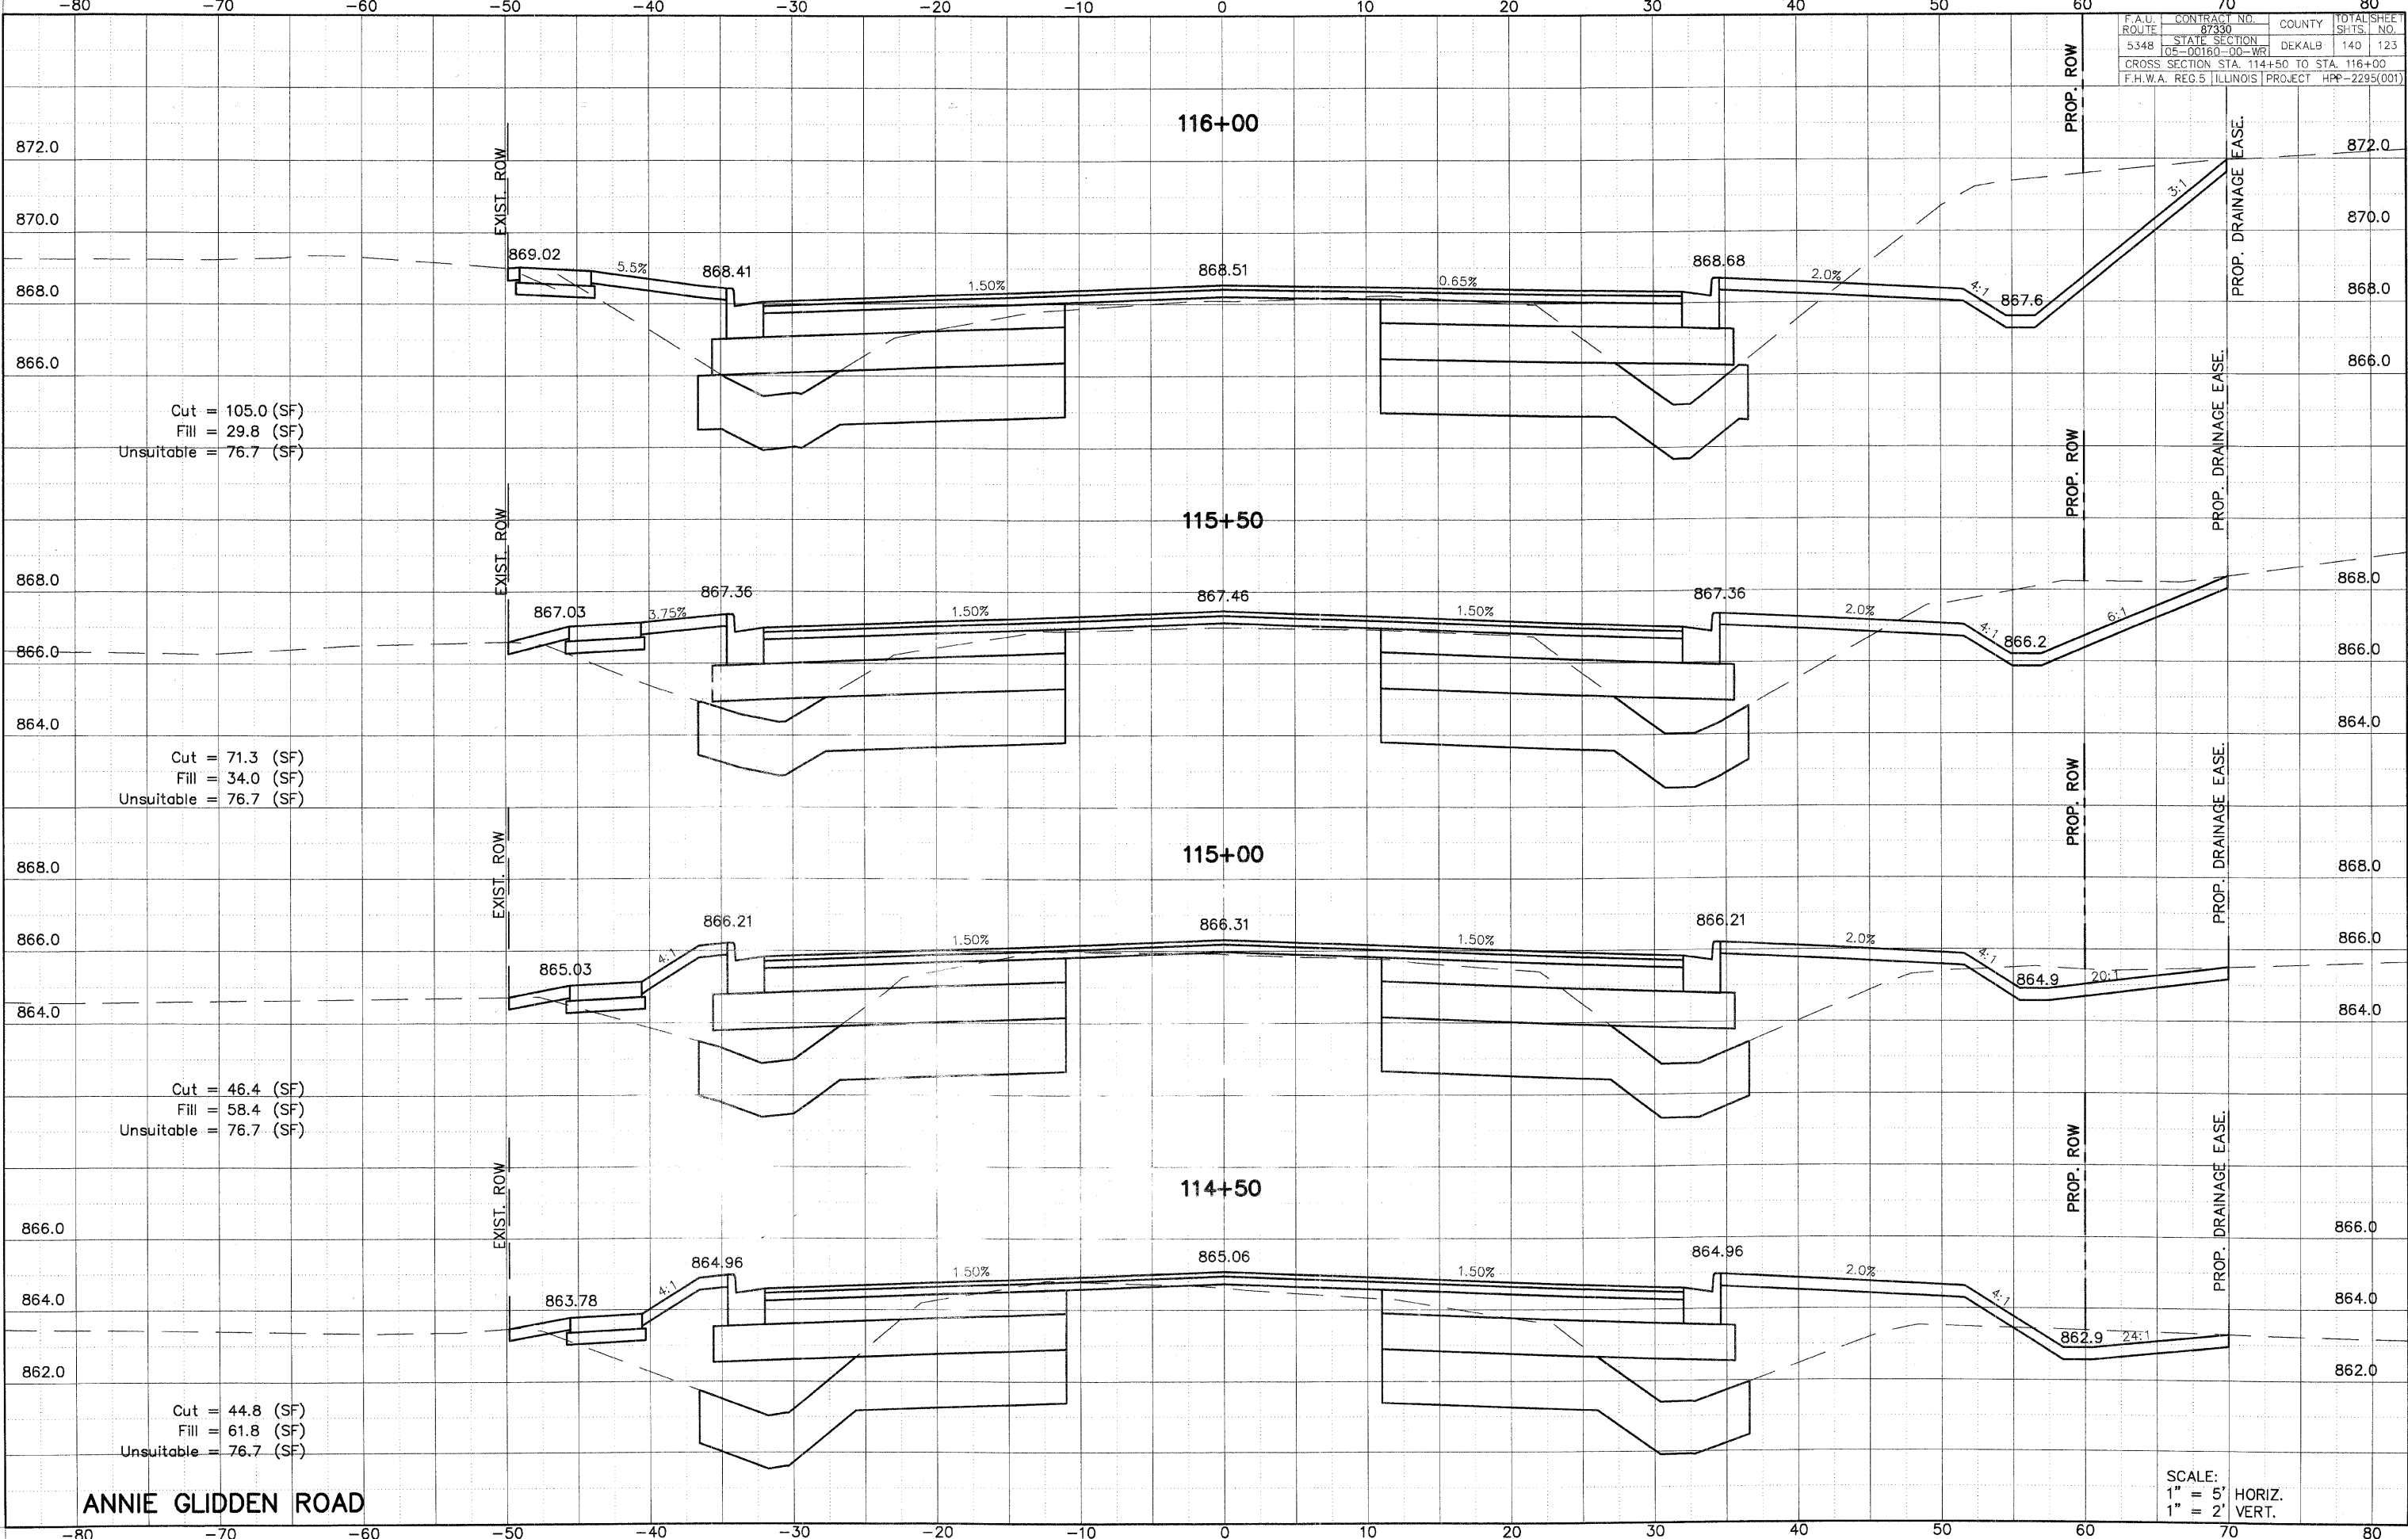 -80 -70 -60 -50 -40 -30 -20 -10 0 10 20 30 40 50 60 70 80
F.A.U. ROUTE CONTRACT NO. COUNTY TOTAL SHTS. SHEET NO.
87330
5348 STATE SECTION DEKALB 140 123
05-00160-00-WR
CROSS SECTION STA. 114+50 TO STA. 116+00
F.H.W.A. REG.5 ILLINOIS PROJECT HPP-2295(001)
116+00
EXIST. ROW
PROP. ROW
PROP. DRAINAGE EASE.
872.0 872.0
870.0 870.0
868.0 868.0
866.0 866.0
869.02 5.5% 868.41 1.50% 868.51 0.65% 868.68 2.0% 4:1 867.6 3:1
Cut = 105.0 (SF)
Fill = 29.8 (SF)
Unsuitable = 76.7 (SF)
115+50
EXIST. ROW
PROP. ROW
PROP. DRAINAGE EASE.
868.0 868.0
866.0 866.0
864.0 864.0
867.03 3.75% 867.36 1.50% 867.46 1.50% 867.36 2.0% 4:1 866.2 6:1
Cut = 71.3 (SF)
Fill = 34.0 (SF)
Unsuitable = 76.7 (SF)
115+00
EXIST. ROW
PROP. ROW
PROP. DRAINAGE EASE.
868.0 868.0
866.0 866.0
864.0 864.0
865.03 4:1 866.21 1.50% 866.31 1.50% 866.21 2.0% 4:1 864.9 20:1
Cut = 46.4 (SF)
Fill = 58.4 (SF)
Unsuitable = 76.7 (SF)
114+50
EXIST. ROW
PROP. ROW
PROP. DRAINAGE EASE.
866.0 866.0
864.0 864.0
862.0 862.0
863.78 4:1 864.96 1.50% 865.06 1.50% 864.96 2.0% 4:1 862.9 24:1
Cut = 44.8 (SF)
Fill = 61.8 (SF)
Unsuitable = 76.7 (SF)
ANNIE GLIDDEN ROAD
SCALE:
1" = 5' HORIZ.
1" = 2' VERT.
-80 -70 -60 -50 -40 -30 -20 -10 0 10 20 30 40 50 60 70 80